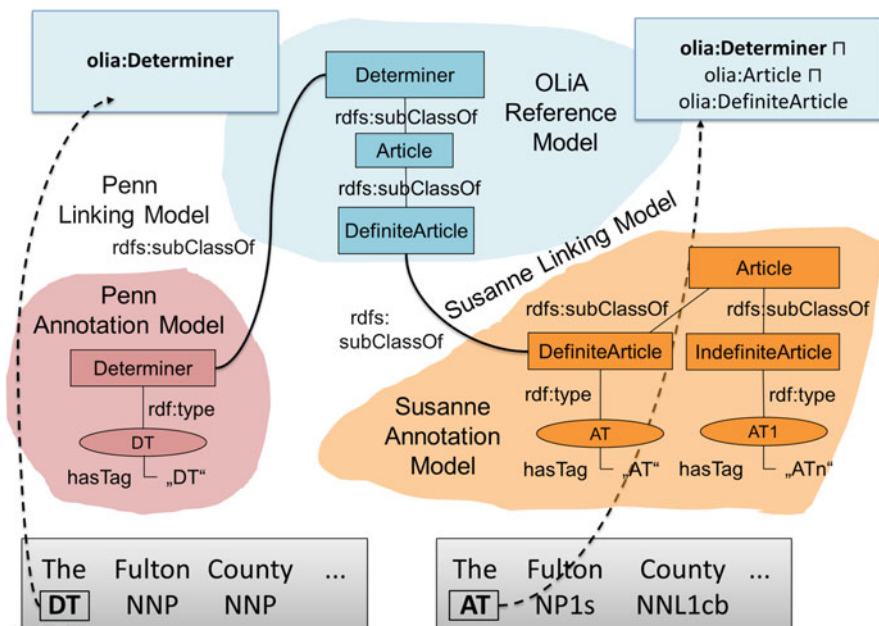 olia:Determiner
Determiner
rdfs:subClassOf
Article
rdfs:subClassOf
DefiniteArticle
OLiA
Reference
Model
olia:Determiner ⊓
olia:Article ⊓
olia:DefiniteArticle
Penn
Linking Model
rdfs:subClassOf
Susanne Linking Model
rdfs:
subClassOf
Penn
Annotation Model
Determiner
rdf:type
DT
hasTag
„DT“
Article
rdfs:subClassOf
rdfs:subClassOf
DefiniteArticle
IndefiniteArticle
rdf:type
rdf:type
Susanne
Annotation
Model
AT
AT1
hasTag
„AT“
hasTag
„ATn“
The Fulton County ...
DT NNP NNP
The Fulton County ...
AT NP1s NNL1cb